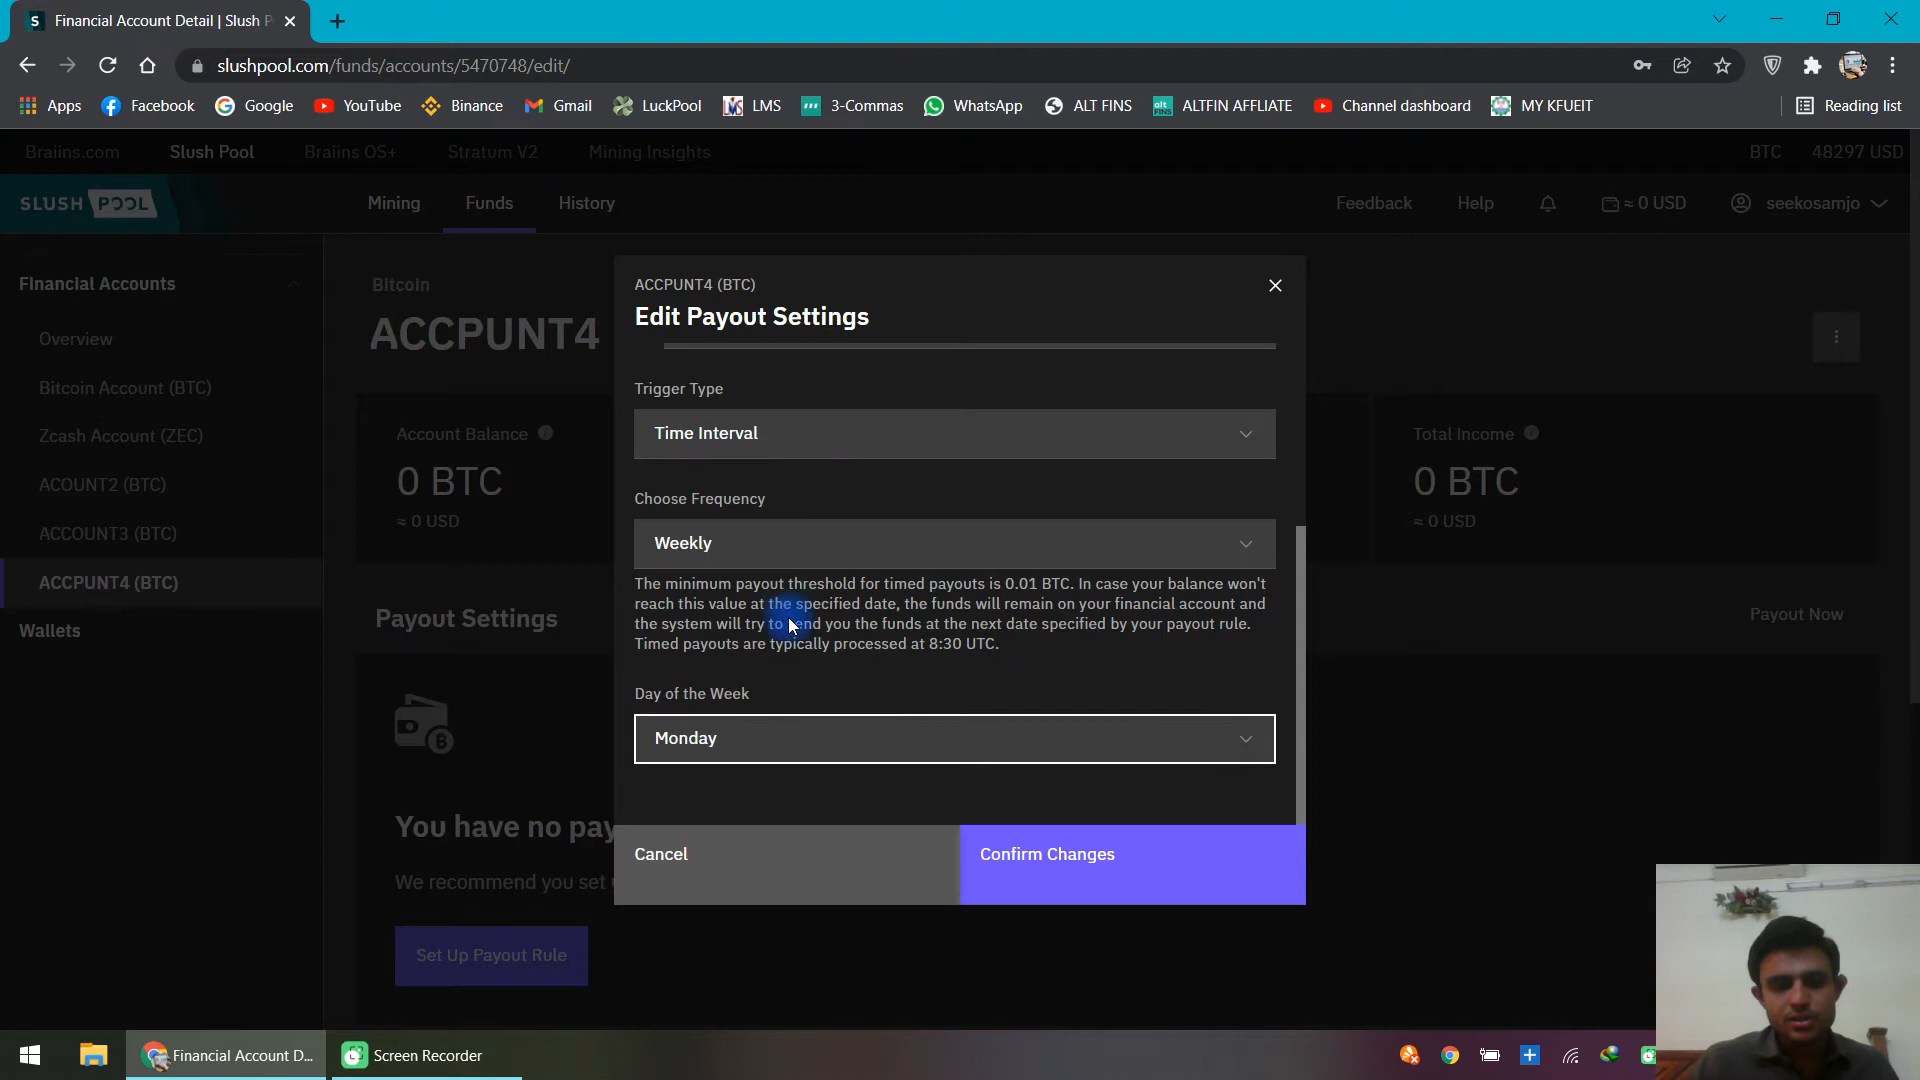 Financial Account Detail | Slush P
slushpool.com/funds/accounts/5470748/edit/
Apps Facebook Google YouTube Binance Gmail LuckPool LMS 3-Commas WhatsApp ALT FINS ALTFIN AFFLIATE Channel dashboard MY KFUEIT Reading list
Braiins.com Slush Pool Braiins OS+ Stratum V2 Mining Insights BTC 48297 USD
SLUSH POOL Mining Funds History Feedback Help ≈ 0 USD seekosamjo
Financial Accounts
Overview
Bitcoin Account (BTC)
Zcash Account (ZEC)
ACOUNT2 (BTC)
ACCOUNT3 (BTC)
ACCPUNT4 (BTC)
Wallets
Bitcoin
ACCPUNT4
Account Balance
0 BTC
≈ 0 USD
Total Income
0 BTC
≈ 0 USD
Payout Settings
Payout Now
You have no pay
We recommend you set
Set Up Payout Rule
ACCPUNT4 (BTC)
Edit Payout Settings
Trigger Type
Time Interval
Choose Frequency
Weekly
The minimum payout threshold for timed payouts is 0.01 BTC. In case your balance won't
reach this value at the specified date, the funds will remain on your financial account and
the system will try to send you the funds at the next date specified by your payout rule.
Timed payouts are typically processed at 8:30 UTC.
Day of the Week
Monday
Cancel
Confirm Changes
Financial Account D...
Screen Recorder